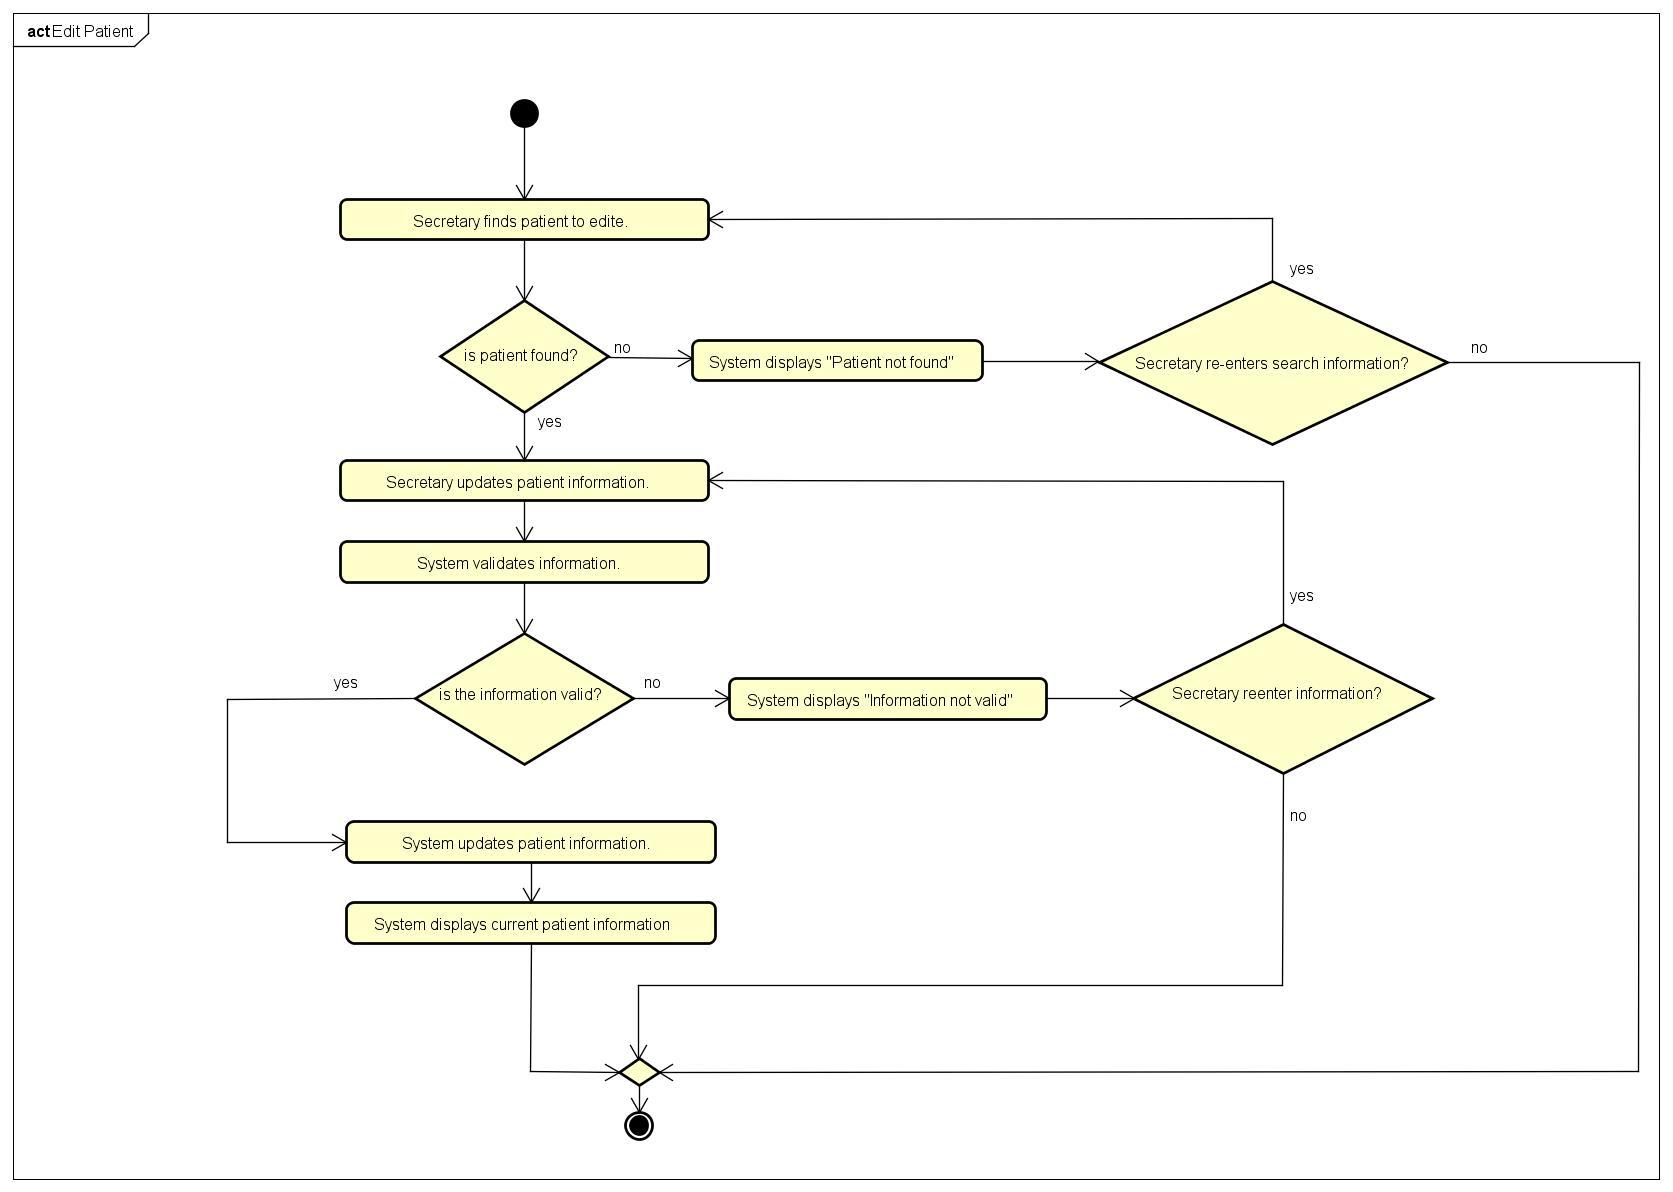 act Edit Patient
Secretary finds patient to edite.
yes
is patient found?
no
System displays "Patient not found"
Secretary re-enters search information?
no
yes
Secretary updates patient information.
System validates information.
yes
yes
is the information valid?
no
System displays "Information not valid"
Secretary reenter information?
no
System updates patient information.
System displays current patient information